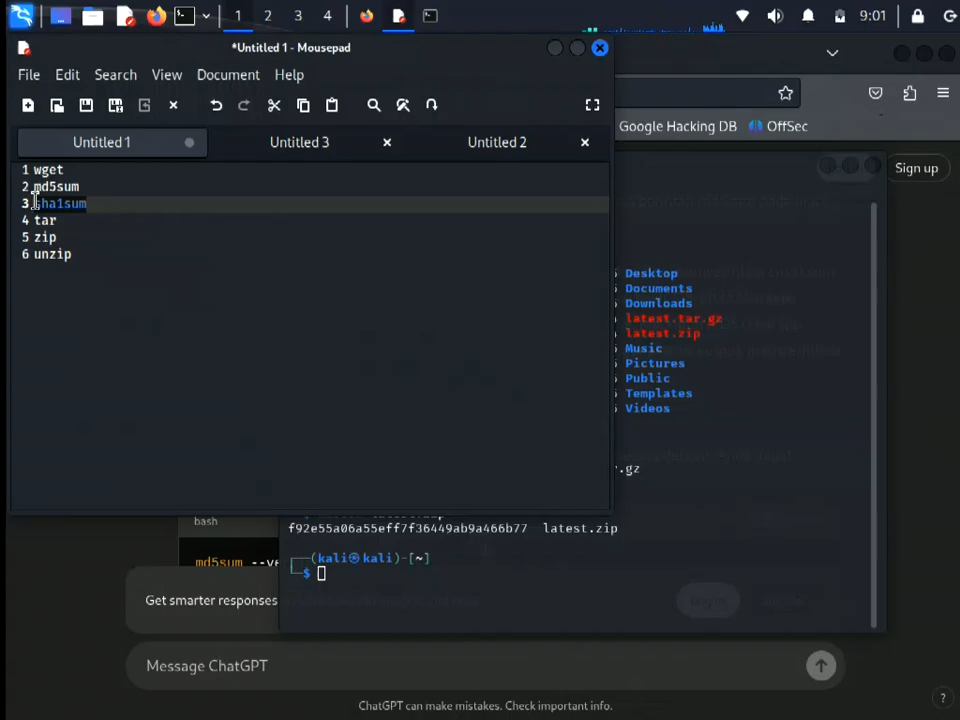 1 2 3 4 9:01
*Untitled 1 - Mousepad
File Edit Search View Document Help
Google Hacking DB OffSec
Untitled 1 Untitled 3 Untitled 2
Sign up
1 wget
2 md5sum
3 sha1sum
4 tar
5 zip
6 unzip
Desktop
Documents
Downloads
latest.tar.gz
latest.zip
Music
Pictures
Public
Templates
Videos
r.gz
bash
f92e55a06a55eff7f36449ab9a466b77 latest.zip
┌──(kali㉿kali)-[~]
└─$
md5sum --ve
Get smarter responses
Message ChatGPT
ChatGPT can make mistakes. Check important info.
?